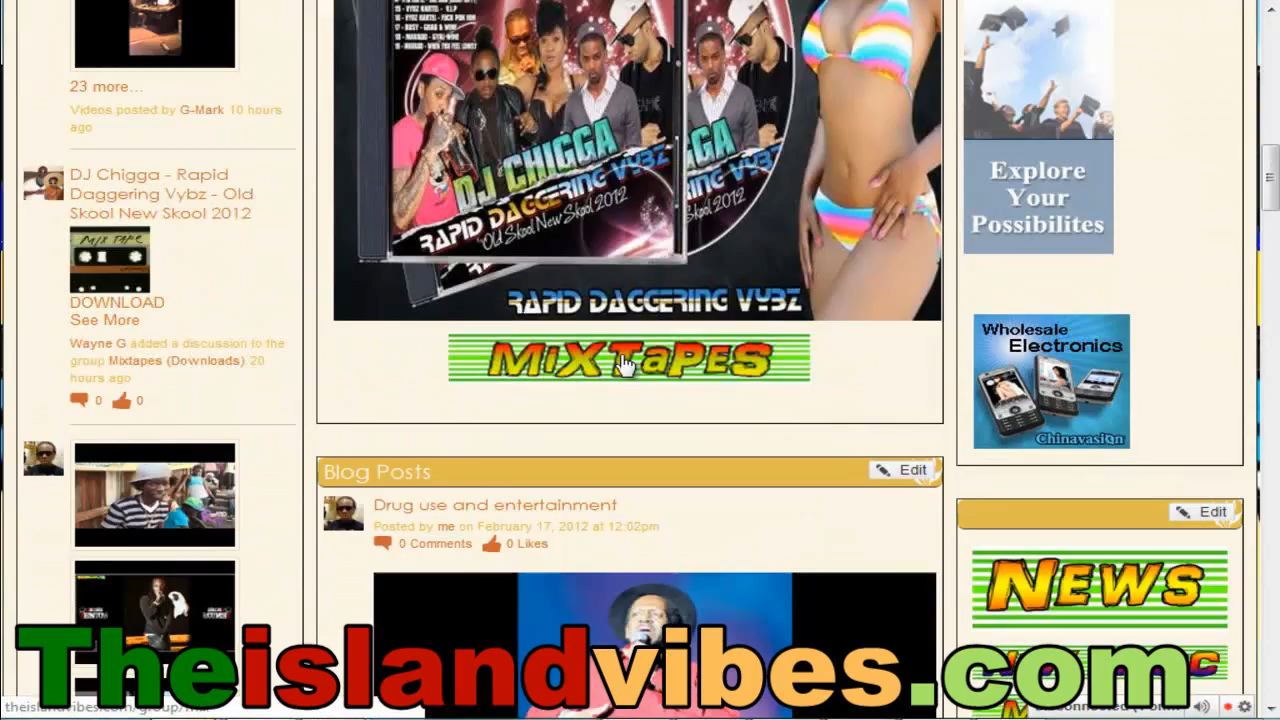 23 more...
Videos posted by G-Mark 10 hours
ago
DJ Chigga - Rapid
Daggering Vybz - Old
Skool New Skool 2012
MIX TAPE
DOWNLOAD
See More
Wayne G added a discussion to the
group Mixtapes (Downloads) 20
hours ago
0 0
15 - VYBZ KARTEL - V.I.P
DJ CHIGGA
RAPID DAGGERING VYBZ
Old Skool New Skool 2012
RAPID DAGGERING VYBZ
MIXTAPES
Blog Posts
Edit
Drug use and entertainment
Posted by me on February 17, 2012 at 12:02pm
0 Comments 0 Likes
Explore
Your
Possibilites
Wholesale
Electronics
Chinavasion
Edit
NEWS
Theislandvibes.com